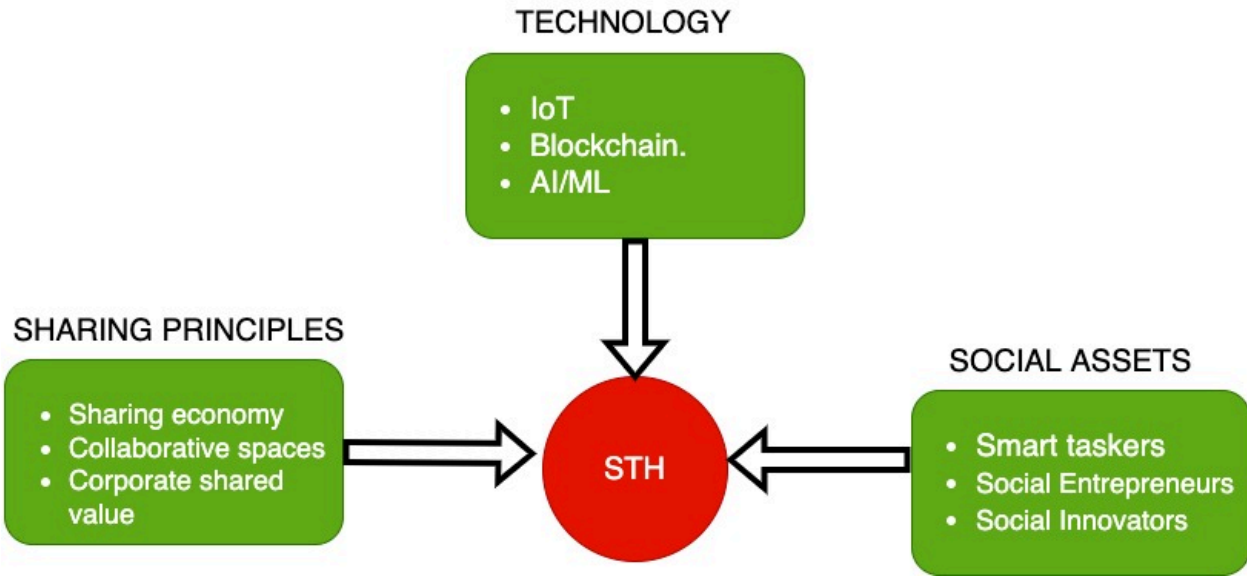 TECHNOLOGY
• IoT
• Blockchain.
• AI/ML
SHARING PRINCIPLES
• Sharing economy
• Collaborative spaces
• Corporate shared
value
STH
SOCIAL ASSETS
• Smart taskers
• Social Entrepreneurs
• Social Innovators